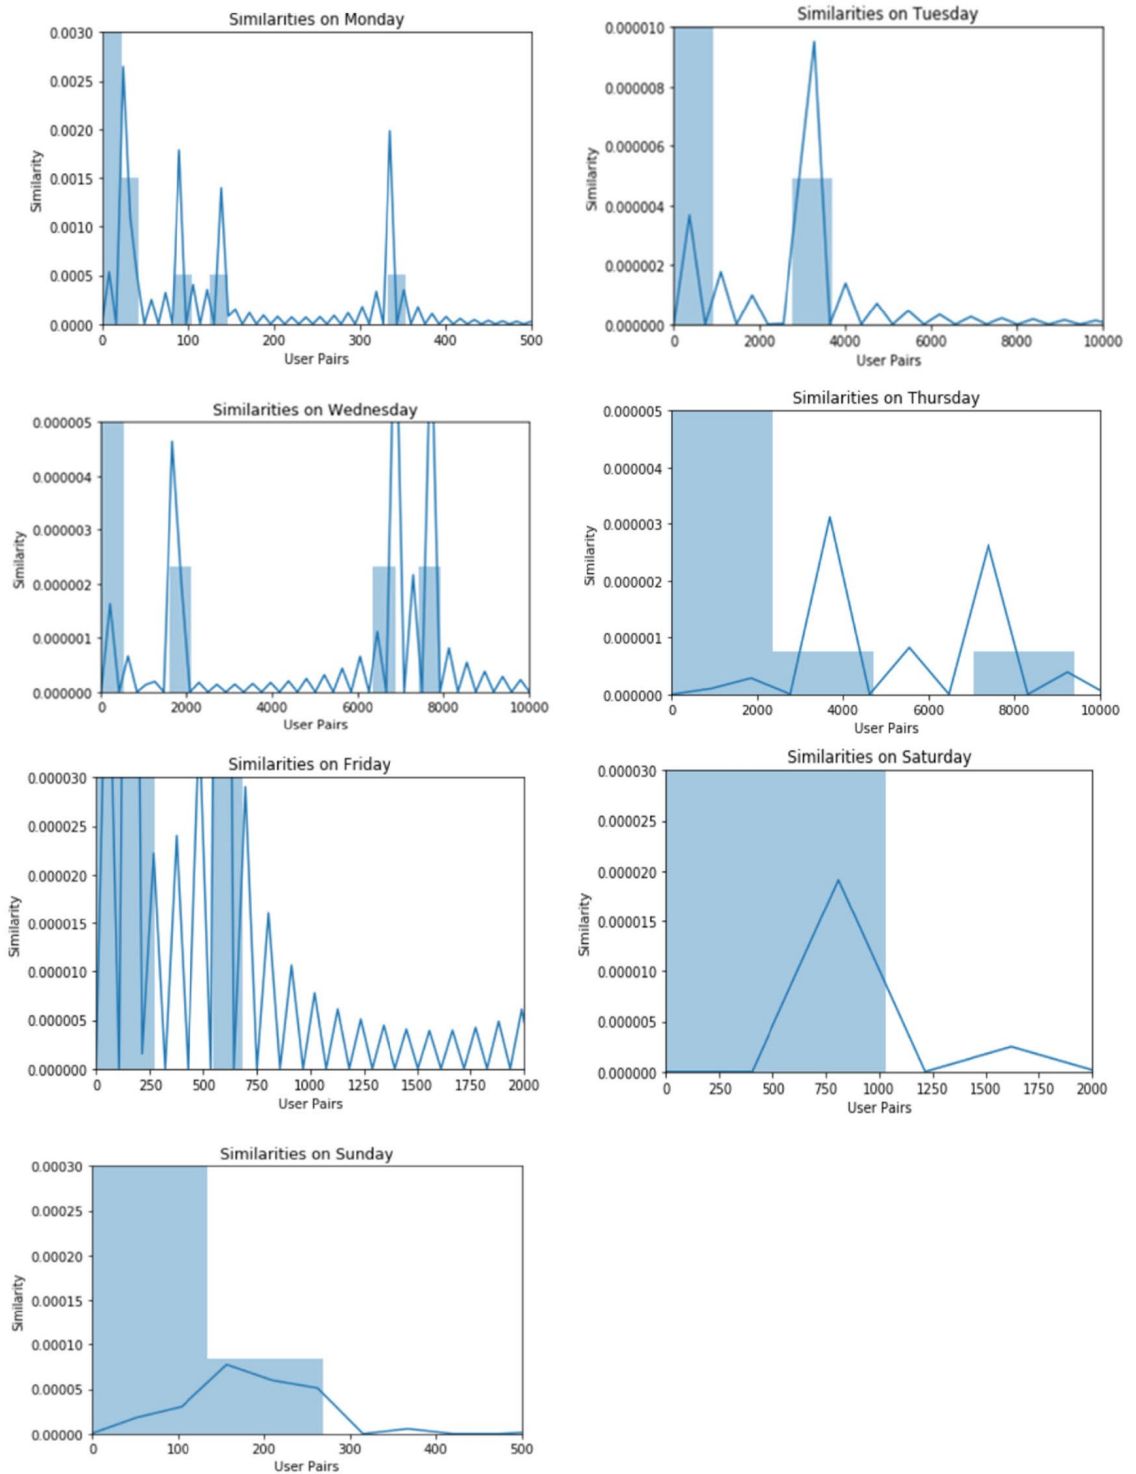 Similarities on Monday
0.0030
0.0025
0.0020
0.0015
0.0010
0.0005
0.0000
Similarity
0 100 200 300 400 500
User Pairs
Similarities on Tuesday
0.000010
0.000008
0.000006
0.000004
0.000002
0.000000
Similarity
0 2000 4000 6000 8000 10000
User Pairs
Similarities on Wednesday
0.000005
0.000004
0.000003
0.000002
0.000001
0.000000
Similarity
0 2000 4000 6000 8000 10000
User Pairs
Similarities on Thursday
0.000005
0.000004
0.000003
0.000002
0.000001
0.000000
Similarity
0 2000 4000 6000 8000 10000
User Pairs
Similarities on Friday
0.000030
0.000025
0.000020
0.000015
0.000010
0.000005
0.000000
Similarity
0 250 500 750 1000 1250 1500 1750 2000
User Pairs
Similarities on Saturday
0.000030
0.000025
0.000020
0.000015
0.000010
0.000005
0.000000
Similarity
0 250 500 750 1000 1250 1500 1750 2000
User Pairs
Similarities on Sunday
0.00030
0.00025
0.00020
0.00015
0.00010
0.00005
0.00000
Similarity
0 100 200 300 400 500
User Pairs